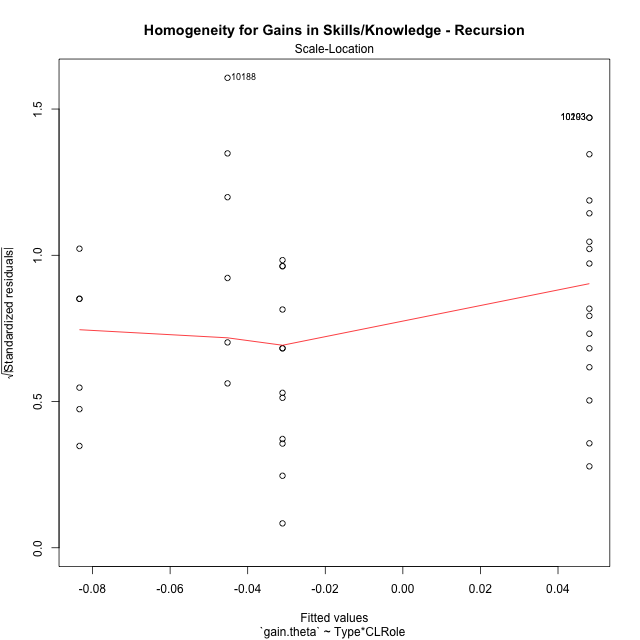 Homogeneity for Gains in Skills/Knowledge - Recursion
Scale-Location
10188
1.5
1.0
0.5
0.0
√|Standardized residuals|
-0.08
-0.06
-0.04
-0.02
0.00
0.02
0.04
Fitted values
`gain.theta` ~ Type*CLRole